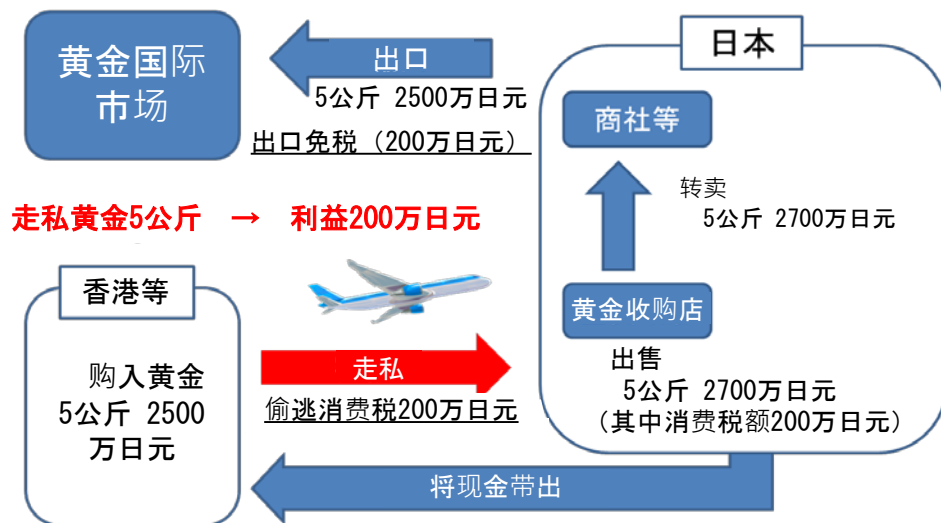 黄金国际
市场
出口
5公斤 2500万日元
出口免税（200万日元）
日本
商社等
转卖
5公斤 2700万日元
走私黄金5公斤 → 利益200万日元
香港等
购入黄金
5公斤 2500
万日元
走私
偷逃消费税200万日元
黄金收购店
出售
5公斤 2700万日元
（其中消费税额200万日元）
将现金带出